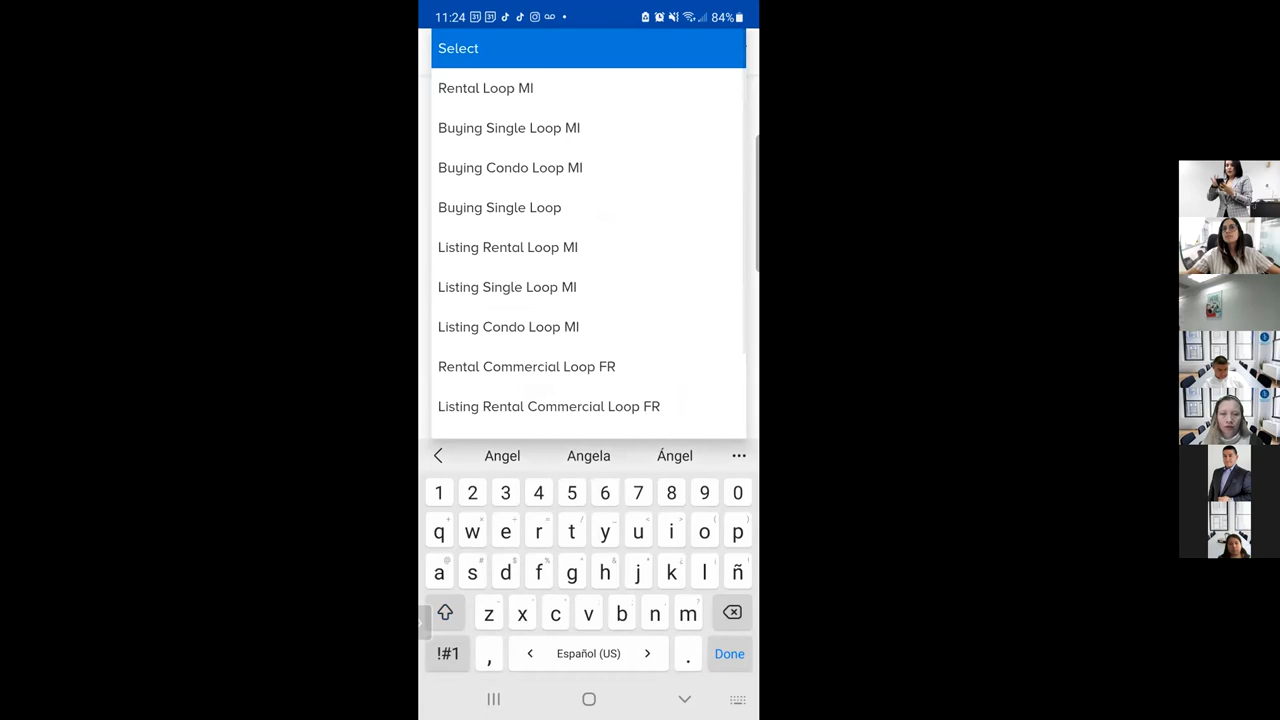 11:24 84%
Select
Rental Loop MI
Buying Single Loop MI
Buying Condo Loop MI
Buying Single Loop
Listing Rental Loop MI
Listing Single Loop MI
Listing Condo Loop MI
Rental Commercial Loop FR
Listing Rental Commercial Loop FR
Angel Angela Ángel
1 2 3 4 5 6 7 8 9 0
q w e r t y u i o p
a s d f g h j k l ñ
z x c v b n m
!#1 , < Español (US) > . Done